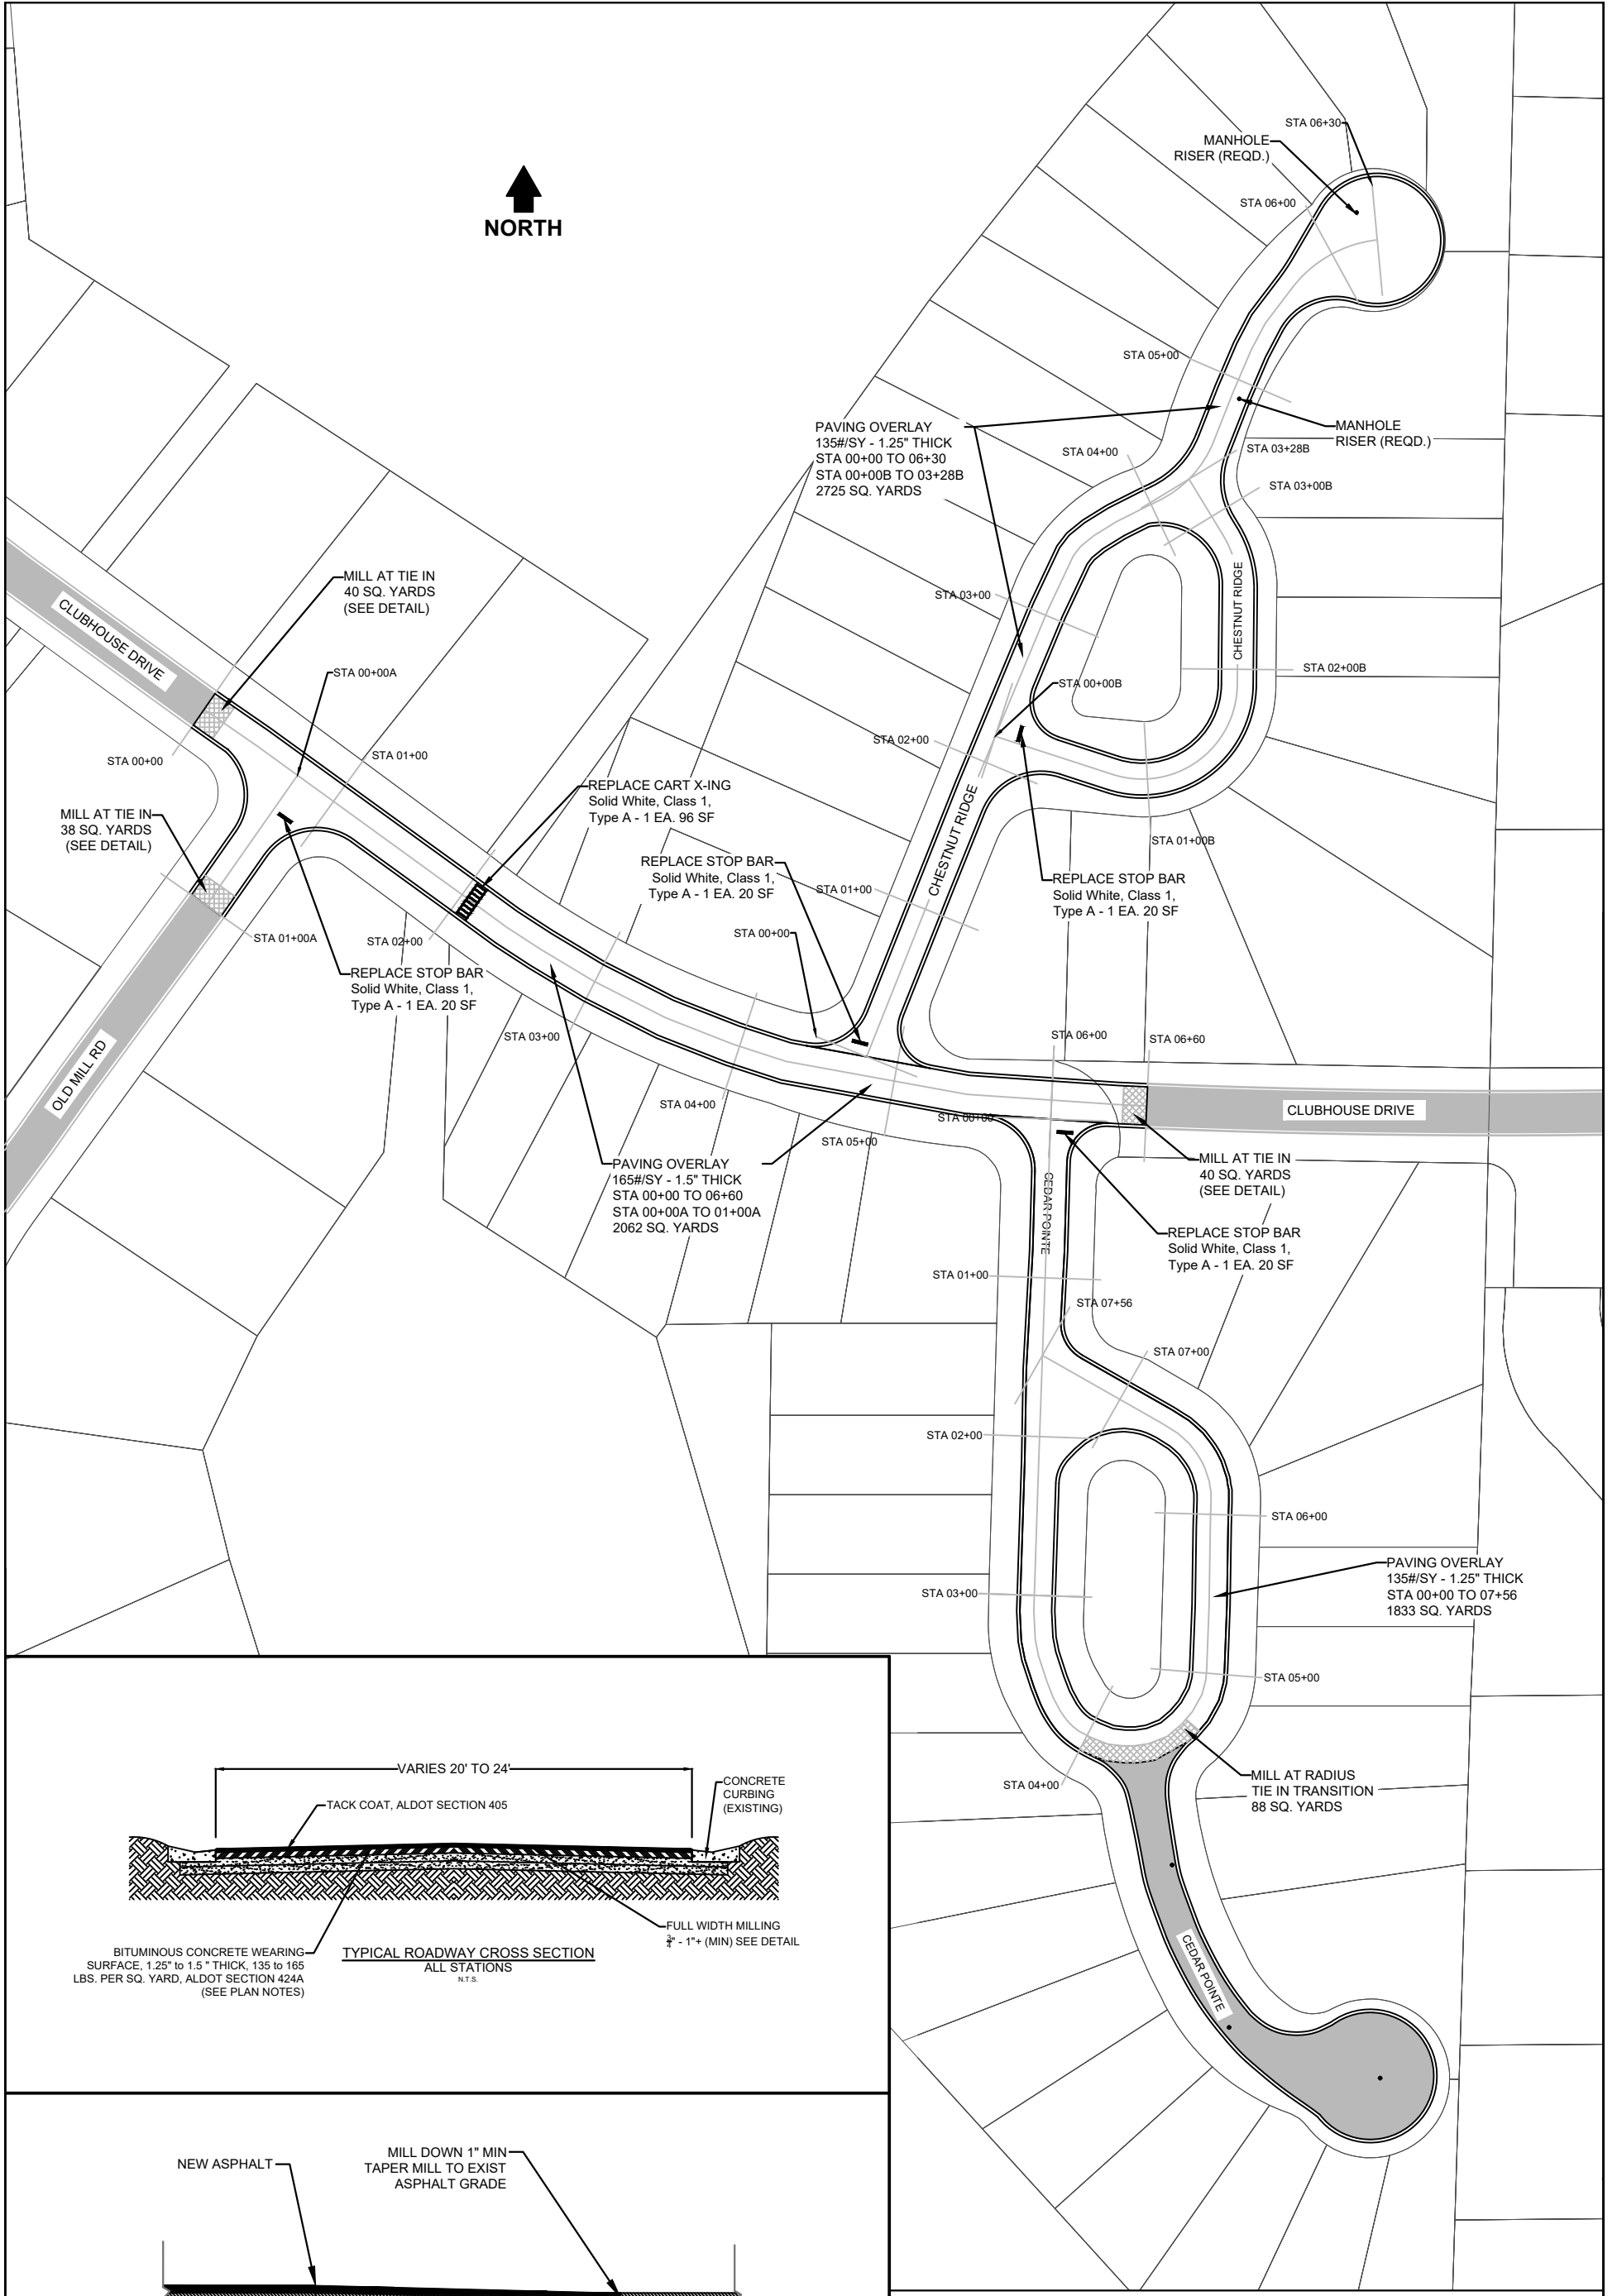 STA 06+30
MANHOLE
RISER (REQD.)
STA 06+00
NORTH
STA 05+00
PAVING OVERLAY
135#/SY - 1.25" THICK
STA 00+00 TO 06+30
STA 00+00B TO 03+28B
2725 SQ. YARDS
MANHOLE
RISER (REQD.)
STA 04+00
STA 03+28B
STA 03+00B
CHESTNUT RIDGE
STA 03+00
STA 02+00B
STA 00+00B
STA 02+00
MILL AT TIE IN
40 SQ. YARDS
(SEE DETAIL)
CLUBHOUSE DRIVE
STA 00+00A
STA 00+00
STA 01+00
MILL AT TIE IN
38 SQ. YARDS
(SEE DETAIL)
REPLACE CART X-ING
Solid White, Class 1,
Type A - 1 EA. 96 SF
CHESTNUT RIDGE
STA 01+00B
REPLACE STOP BAR
Solid White, Class 1,
Type A - 1 EA. 20 SF
STA 01+00
REPLACE STOP BAR
Solid White, Class 1,
Type A - 1 EA. 20 SF
STA 00+00
STA 01+00A
STA 02+00
REPLACE STOP BAR
Solid White, Class 1,
Type A - 1 EA. 20 SF
OLD MILL RD
STA 03+00
STA 06+00
STA 06+60
STA 04+00
STA 00+00
CLUBHOUSE DRIVE
STA 05+00
PAVING OVERLAY
165#/SY - 1.5" THICK
STA 00+00 TO 06+60
STA 00+00A TO 01+00A
2062 SQ. YARDS
CEDAR POINTE
MILL AT TIE IN
40 SQ. YARDS
(SEE DETAIL)
REPLACE STOP BAR
Solid White, Class 1,
Type A - 1 EA. 20 SF
STA 01+00
STA 07+56
STA 07+00
STA 02+00
STA 06+00
PAVING OVERLAY
135#/SY - 1.25" THICK
STA 00+00 TO 07+56
1833 SQ. YARDS
STA 03+00
STA 05+00
STA 04+00
MILL AT RADIUS
TIE IN TRANSITION
88 SQ. YARDS
CEDAR POINTE
VARIES 20' TO 24'
TACK COAT, ALDOT SECTION 405
CONCRETE
CURBING
(EXISTING)
FULL WIDTH MILLING
3/4" - 1"+ (MIN) SEE DETAIL
BITUMINOUS CONCRETE WEARING
SURFACE, 1.25" to 1.5 " THICK, 135 to 165
LBS. PER SQ. YARD, ALDOT SECTION 424A
(SEE PLAN NOTES)
TYPICAL ROADWAY CROSS SECTION
ALL STATIONS
N.T.S.
NEW ASPHALT
MILL DOWN 1" MIN
TAPER MILL TO EXIST
ASPHALT GRADE